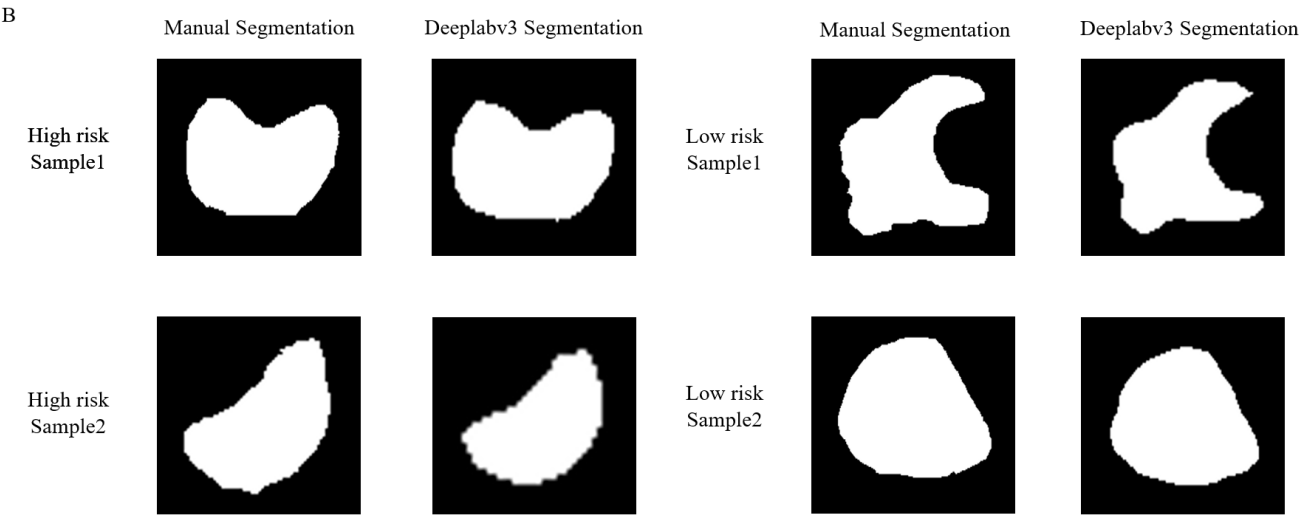 B
Manual Segmentation
Deeplabv3 Segmentation
Manual Segmentation
Deeplabv3 Segmentation
High risk
Sample1
Low risk
Sample1
High risk
Sample2
Low risk
Sample2